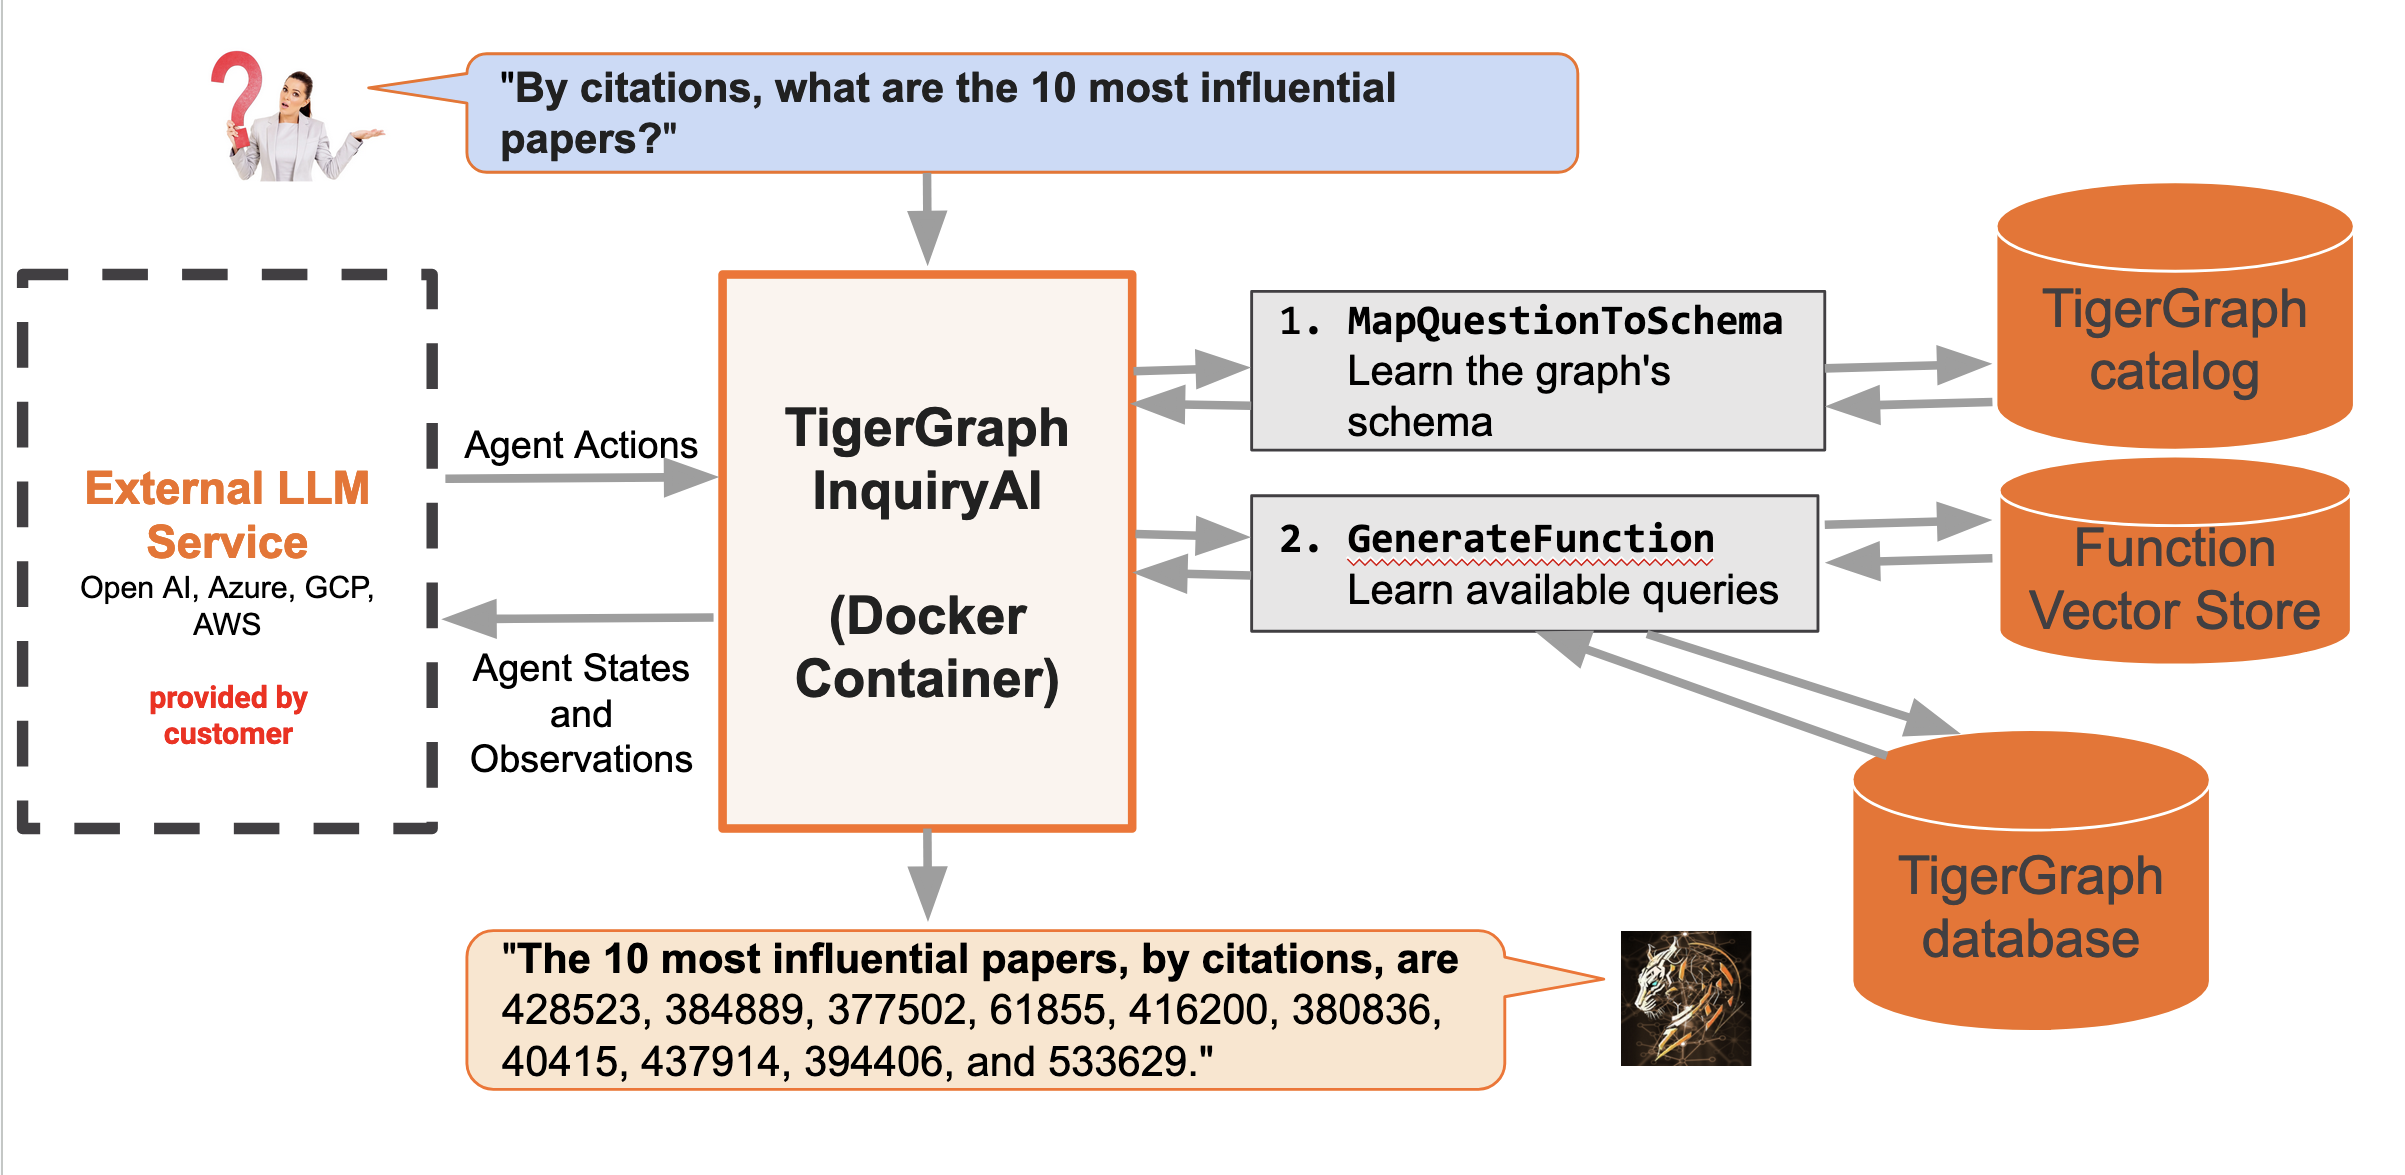 "By citations, what are the 10 most influential
papers?"
External LLM
Service
Open AI, Azure, GCP,
AWS
provided by
customer
Agent Actions
Agent States
and
Observations
TigerGraph
InquiryAI
(Docker
Container)
1. MapQuestionToSchema
Learn the graph's
schema
2. GenerateFunction
Learn available queries
TigerGraph
catalog
Function
Vector Store
TigerGraph
database
"The 10 most influential papers, by citations, are
428523, 384889, 377502, 61855, 416200, 380836,
40415, 437914, 394406, and 533629."